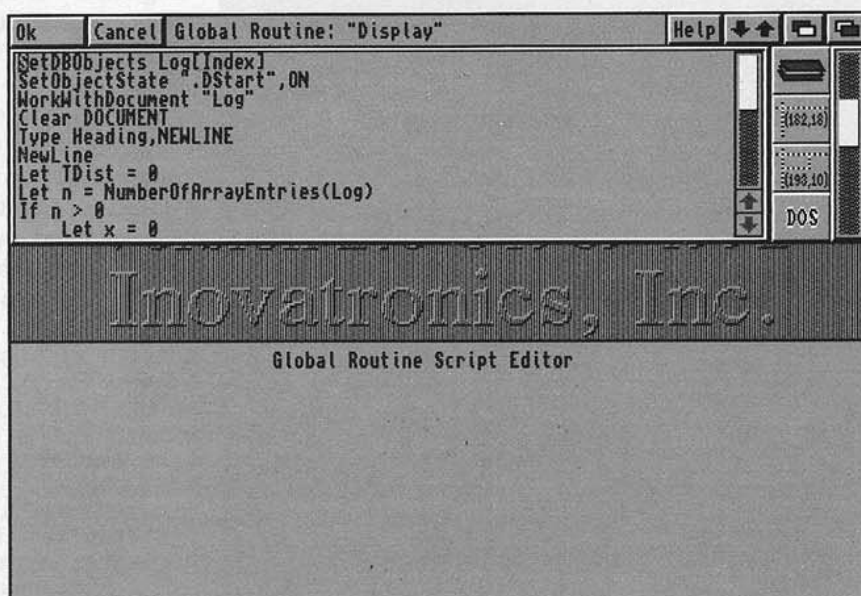 Ok Cancel Global Routine: "Display" Help
SetDBObjects Log[Index]
SetObjectState ".DStart",ON
WorkWithDocument "Log"
Clear DOCUMENT
Type Heading,NEWLINE
NewLine
Let TDist = 0
Let n = NumberOfArrayEntries(Log)
If n > 0
    Let x = 0
(182,18)
(193,10)
DOS
Inovatronics, Inc.
Global Routine Script Editor